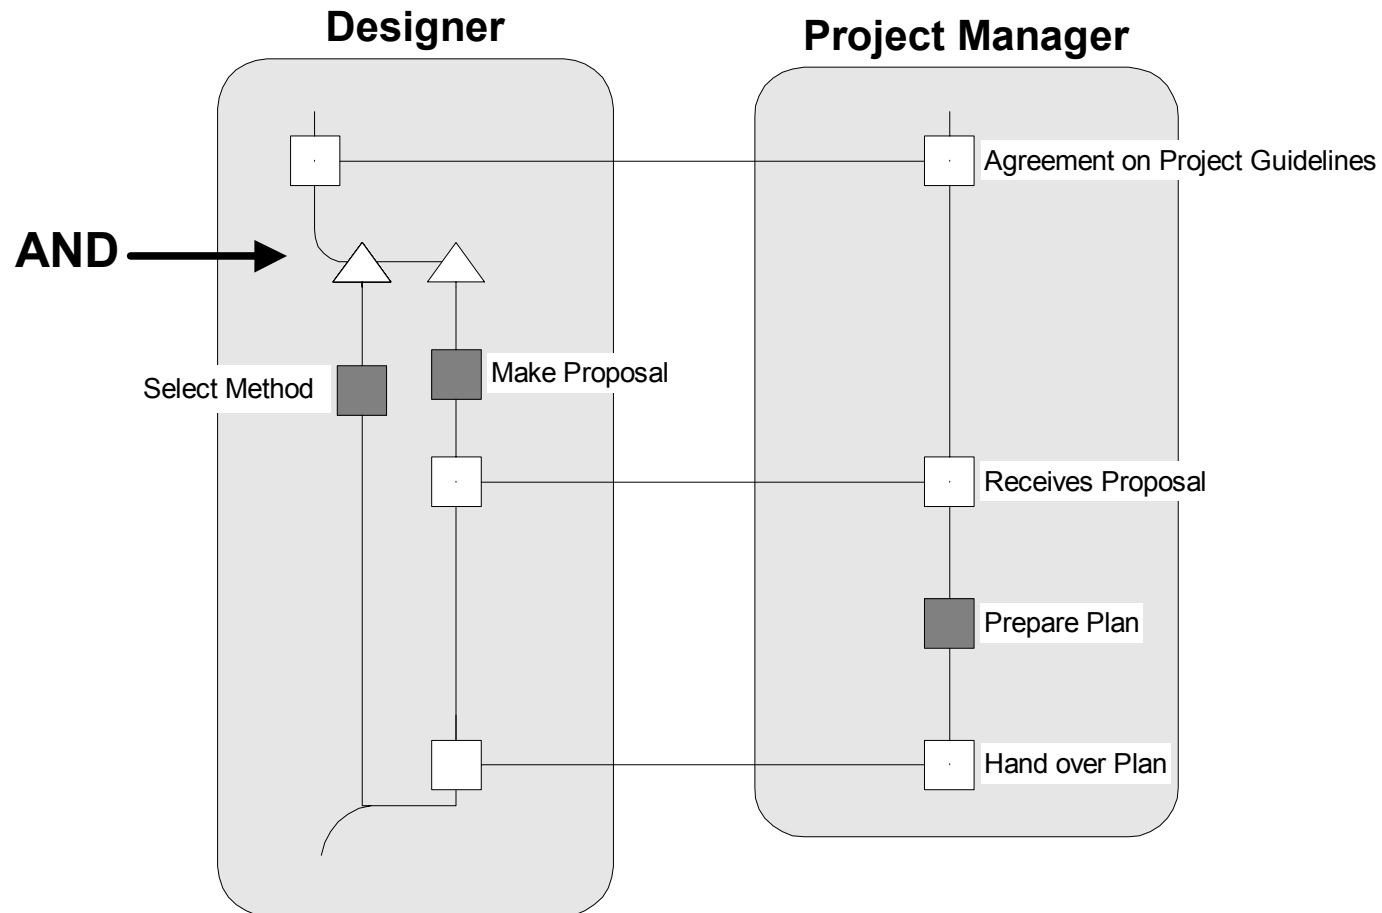 Designer
Project Manager
Agreement on Project Guidelines
AND
Make Proposal
Select Method
Receives Proposal
Prepare Plan
Hand over Plan